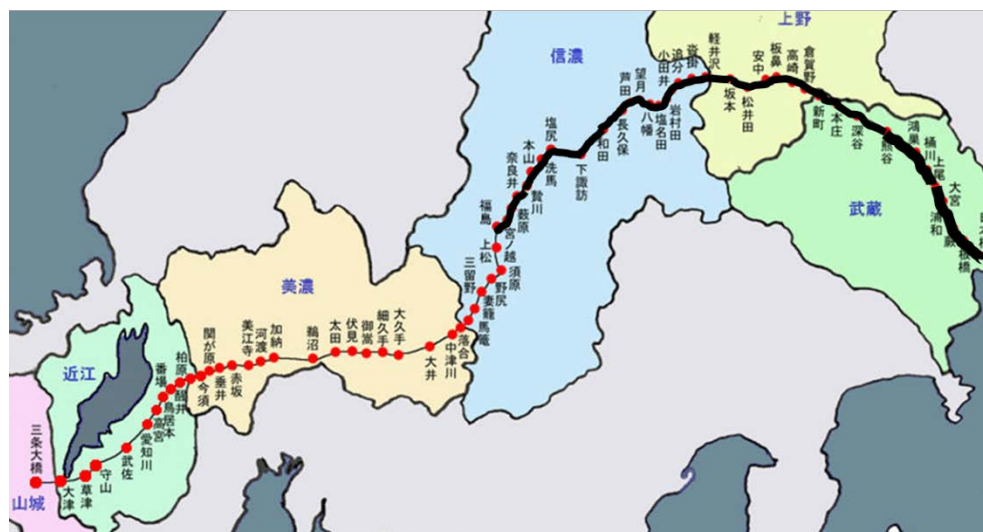 上野
信濃
武蔵
美濃
近江
山城
軽井沢
沓掛
追分
小田井
望月
芦田
安中
板鼻
高崎
倉賀野
坂本
松井田
新町
本庄
深谷
熊谷
鴻巣
桶川
上尾
大宮
浦和
蕨
板橋
岩村田
塩名田
八幡
長久保
和田
下諏訪
塩尻
洗馬
本山
贄川
奈良井
藪原
宮ノ越
福島
上松
須原
野尻
三留野
妻籠
馬篭
落合
中津川
大井
大久手
細久手
御嵩
伏見
太田
鵜沼
加納
河渡
美江寺
赤坂
垂井
関が原
今須
柏原
醒井
番場
鳥居本
高宮
愛知川
武佐
守山
草津
大津
三条大橋